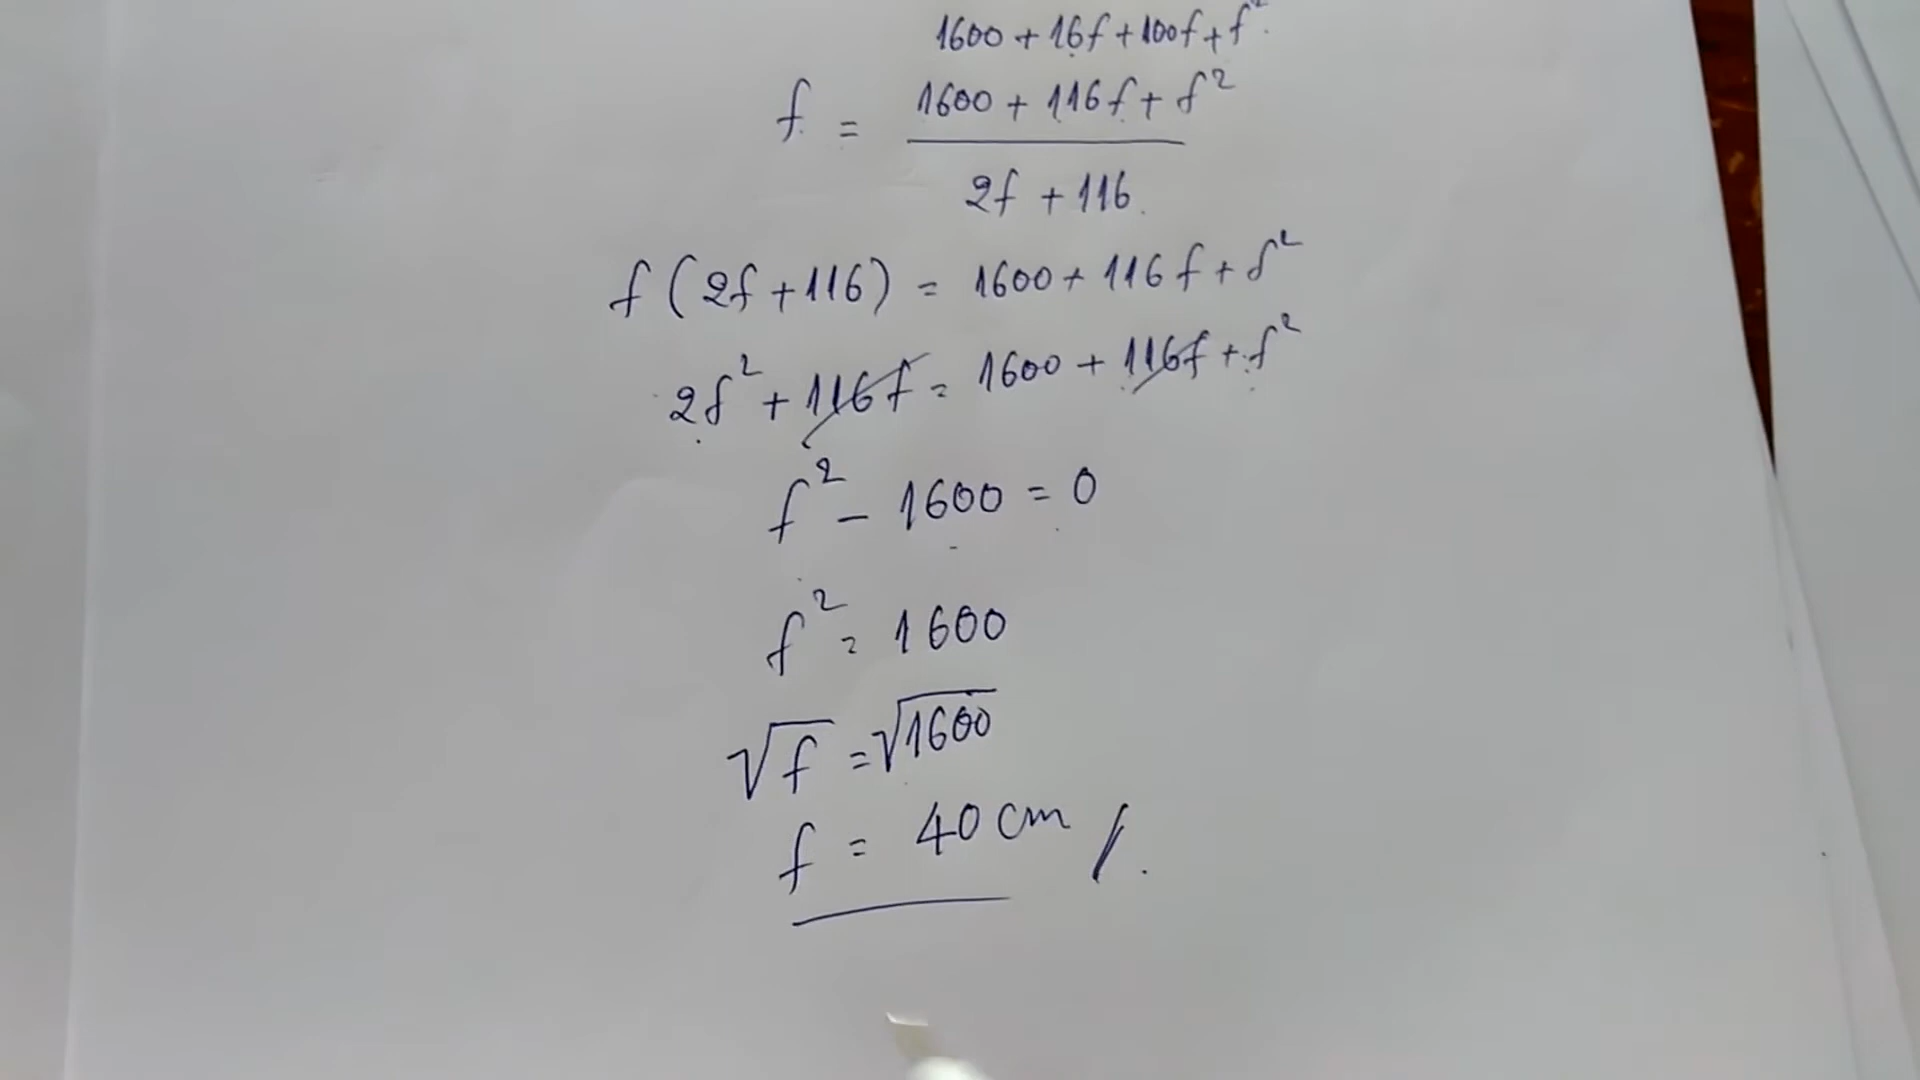 1600 + 16f + 100f + f²
f = 1600 + 116f + f²
2f + 116
f (2f + 116) = 1600 + 116f + f²
2f² + 116f = 1600 + 116f + f²
f² - 1600 = 0
f² = 1600
√f = √1600
f = 40 cm //.